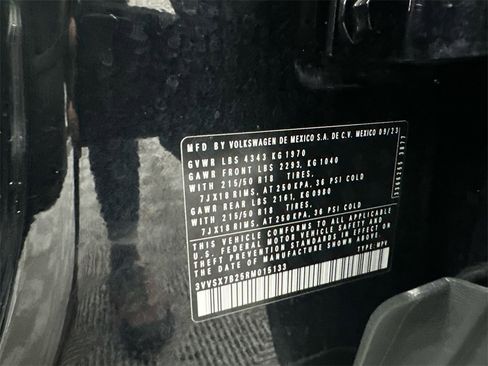 MFD BY VOLKSWAGEN DE MEXICO S.A. DE C.V. MEXICO 09/23
GVWR LBS 4343 KG 1970
GAWR FRONT LBS 2293, KG 1040
WITH 215/50 R18 TIRES,
7JX18 RIMS, AT 250 KPA, 36 PSI COLD
GAWR REAR LBS 2161, KG 0980
WITH 215/50 R18 TIRES,
7JX18 RIMS, AT 250 KPA, 36 PSI COLD
THIS VEHICLE CONFORMS TO ALL APPLICABLE
U.S. FEDERAL MOTOR VEHICLE SAFETY AND
THEFT PREVENTION STANDARDS IN EFFECT ON
THE DATE OF MANUFACTURE SHOWN ABOVE.
3VVSX7B25RM015133 TYPE: MPV